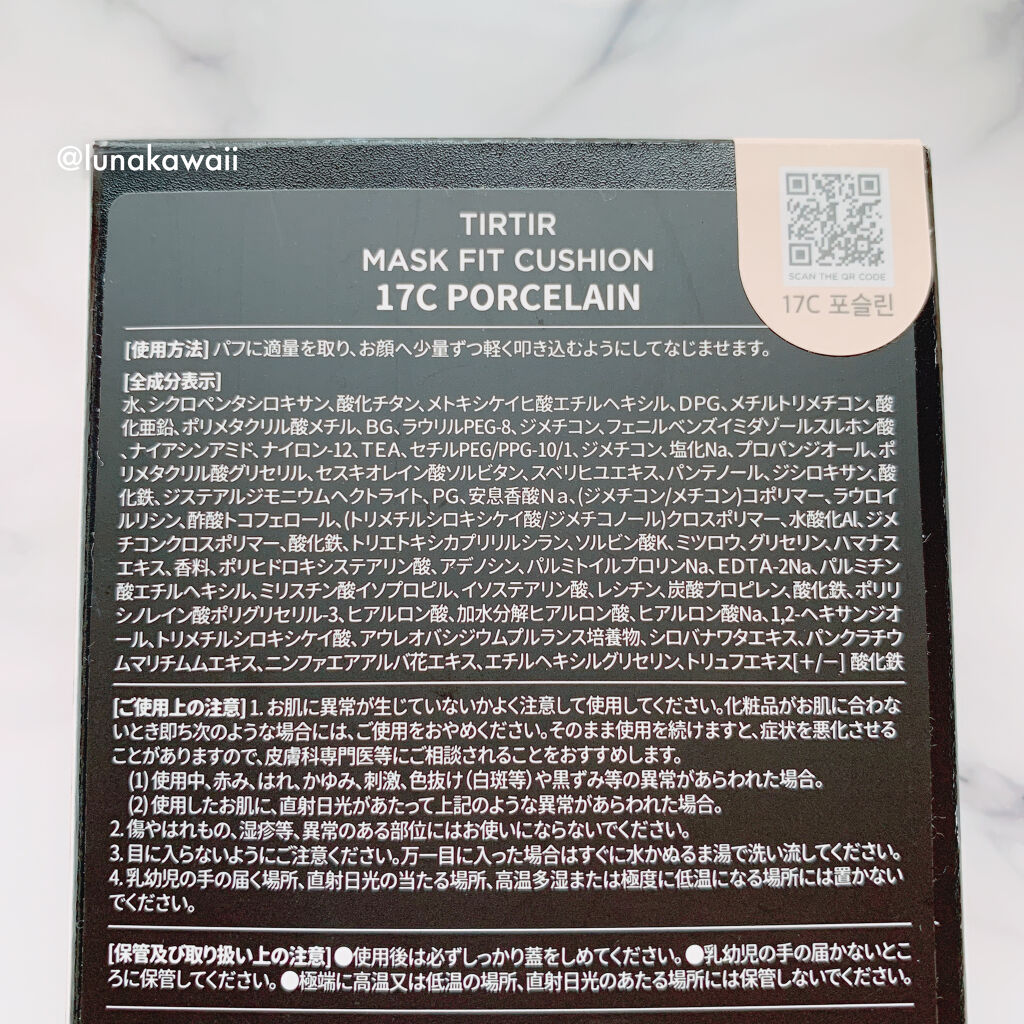 @lunakawaii
TIRTIR
MASK FIT CUSHION
17C PORCELAIN
SCAN THE QR CODE
17C 포슬린
[使用方法] パフに適量を取り、お顔へ少量ずつ軽く叩き込むようにしてなじませます。
[全成分表示]
水、シクロペンタシロキサン、酸化チタン、メトキシケイヒ酸エチルヘキシル、DPG、メチルトリメチコン、酸
化亜鉛、ポリメタクリル酸メチル、BG、ラウリルPEG-8、ジメチコン、フェニルベンズイミダゾールスルホン酸
、ナイアシンアミド、ナイロン-12、TEA、セチルPEG/PPG-10/1、ジメチコン、塩化Na、プロパンジオール、ポ
リメタクリル酸グリセリル、セスキオレイン酸ソルビタン、スベリヒユエキス、パンテノール、ジシロキサン、酸
化鉄、ジステアルジモニウムヘクトライト、PG、安息香酸Na、(ジメチコン/メチコン)コポリマー、ラウロイ
ルリシン、酢酸トコフェロール、(トリメチルシロキシケイ酸/ジメチコノール)クロスポリマー、水酸化Al、ジメ
チコンクロスポリマー、酸化鉄、トリエトキシカプリリルシラン、ソルビン酸K、ミツロウ、グリセリン、ハマナス
エキス、香料、ポリヒドロキシステアリン酸、アデノシン、パルミトイルプロリンNa、EDTA-2Na、パルミチン
酸エチルヘキシル、ミリスチン酸イソプロピル、イソステアリン酸、レシチン、炭酸プロピレン、酸化鉄、ポリリ
シノレイン酸ポリグリセリル-3、ヒアルロン酸、加水分解ヒアルロン酸、ヒアルロン酸Na、1,2-ヘキサンジオ
ール、トリメチルシロキシケイ酸、アウレオバシジウムプルランス培養物、シロバナワタエキス、パンクラチウ
ムマリチムムエキス、ニンファエアアルバ花エキス、エチルヘキシルグリセリン、トリュフエキス[+/−] 酸化鉄
[ご使用上の注意] 1. お肌に異常が生じていないかよく注意して使用してください。化粧品がお肌に合わな
いとき即ち次のような場合には、ご使用をおやめください。そのまま使用を続けますと、症状を悪化させる
ことがありますので、皮膚科専門医等にご相談されることをおすすめします。
(1) 使用中、赤み、はれ、かゆみ、刺激、色抜け(白斑等)や黒ずみ等の異常があらわれた場合。
(2) 使用したお肌に、直射日光があたって上記のような異常があらわれた場合。
2. 傷やはれもの、湿疹等、異常のある部位にはお使いにならないでください。
3. 目に入らないようにご注意ください。万一目に入った場合はすぐに水かぬるま湯で洗い流してください。
4. 乳幼児の手の届く場所、直射日光の当たる場所、高温多湿または極度に低温になる場所には置かない
でください。
[保管及び取り扱い上の注意] ●使用後は必ずしっかり蓋をしめてください。 ●乳幼児の手の届かないとこ
ろに保管してください。●極端に高温又は低温の場所、直射日光のあたる場所には保管しないでください。